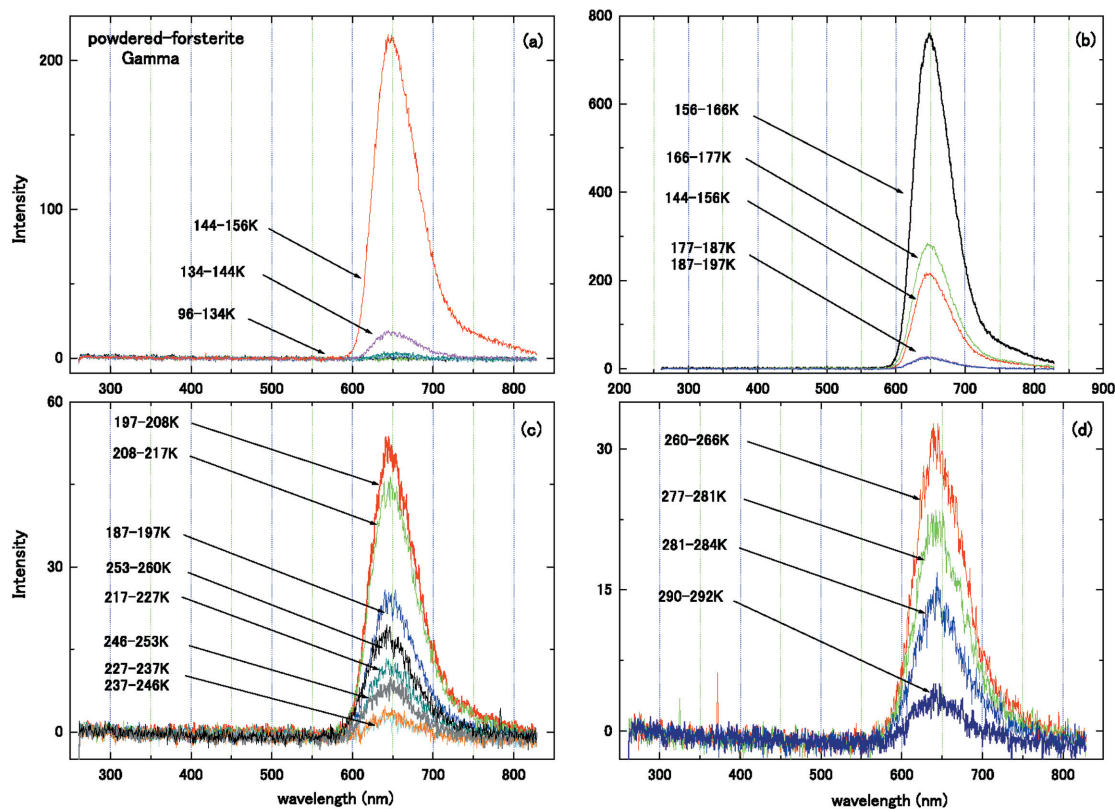 powdered-forsterite
Gamma
(a)
200
100
0
Intensity
144-156K
134-144K
96-134K
300
400
500
600
700
800
(b)
800
600
400
200
0
156-166K
166-177K
144-156K
177-187K
187-197K
200
300
400
500
600
700
800
900
(c)
60
30
0
Intensity
197-208K
208-217K
187-197K
253-260K
217-227K
246-253K
227-237K
237-246K
300
400
500
600
700
800
wavelength (nm)
(d)
30
15
0
260-266K
277-281K
281-284K
290-292K
300
400
500
600
700
800
wavelength (nm)